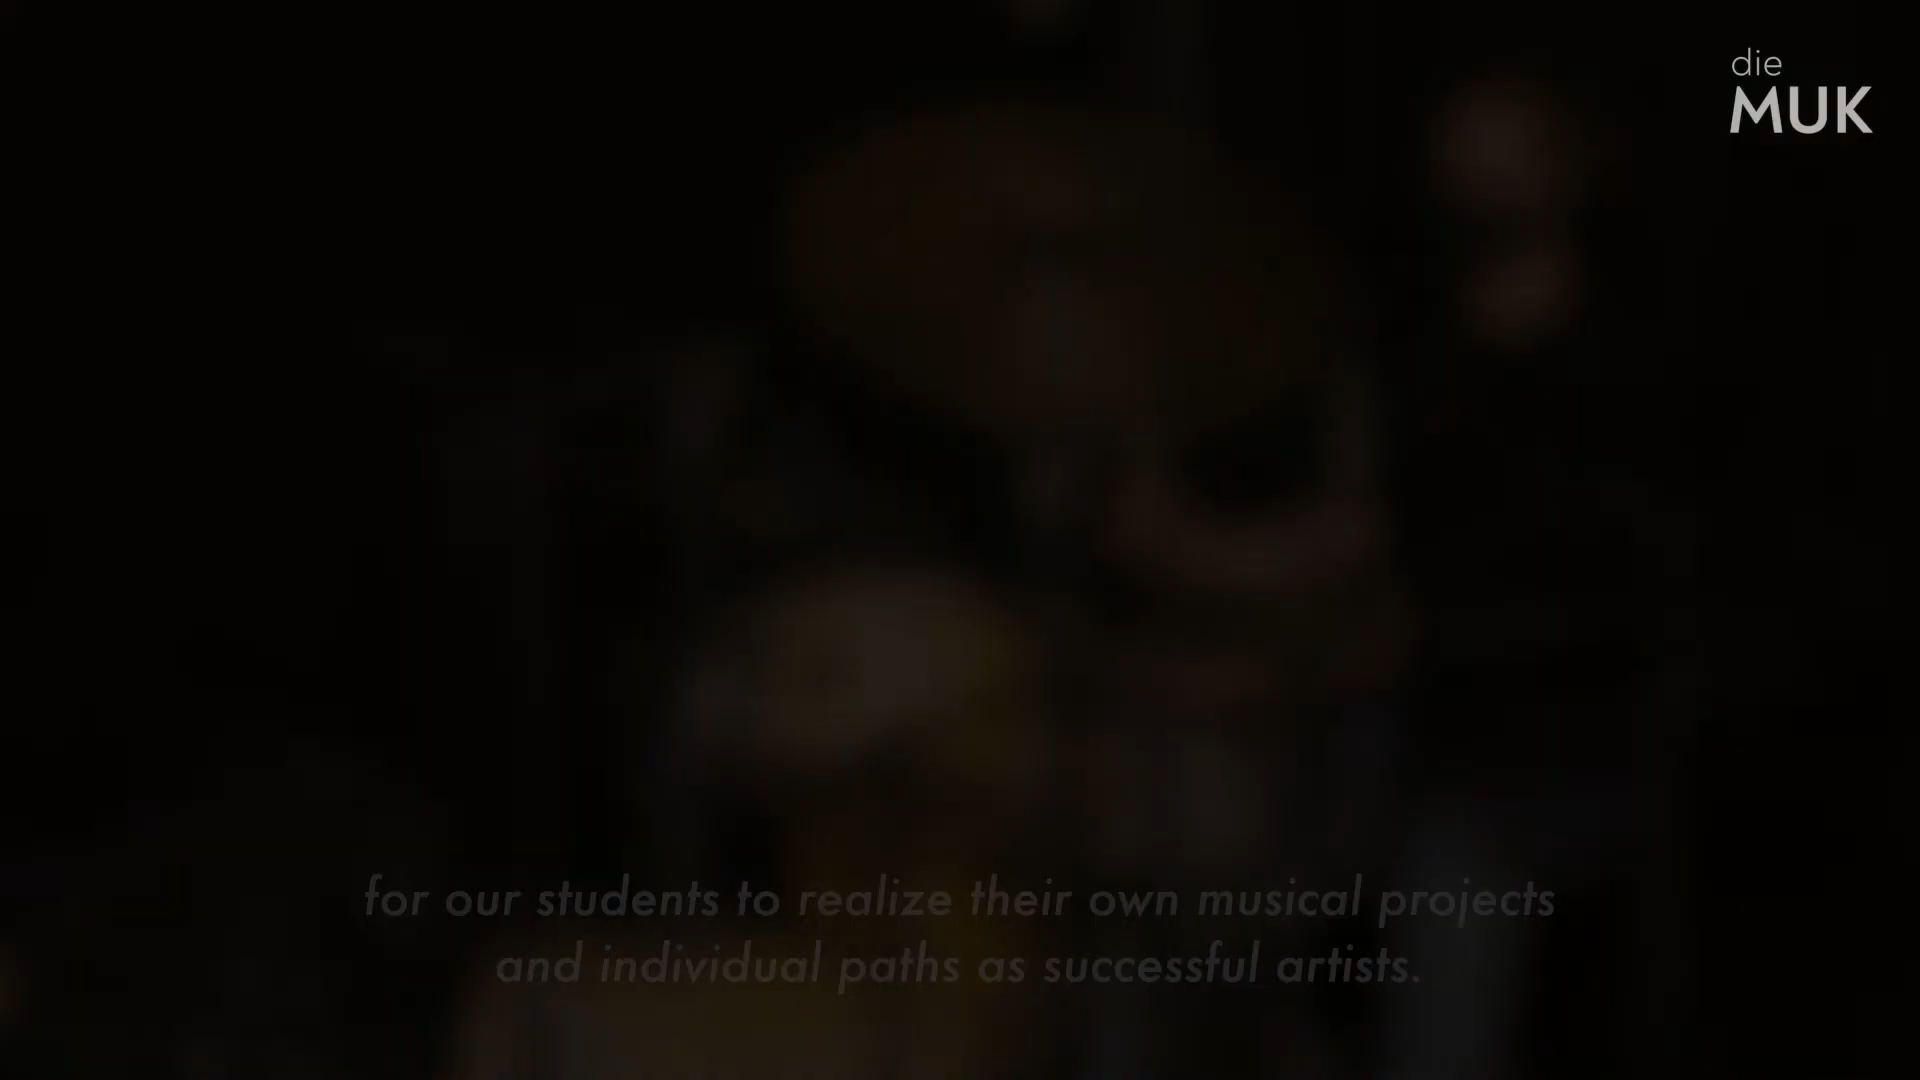 die
MUK
for our students to realize their own musical projects
and individual paths as successful artists.